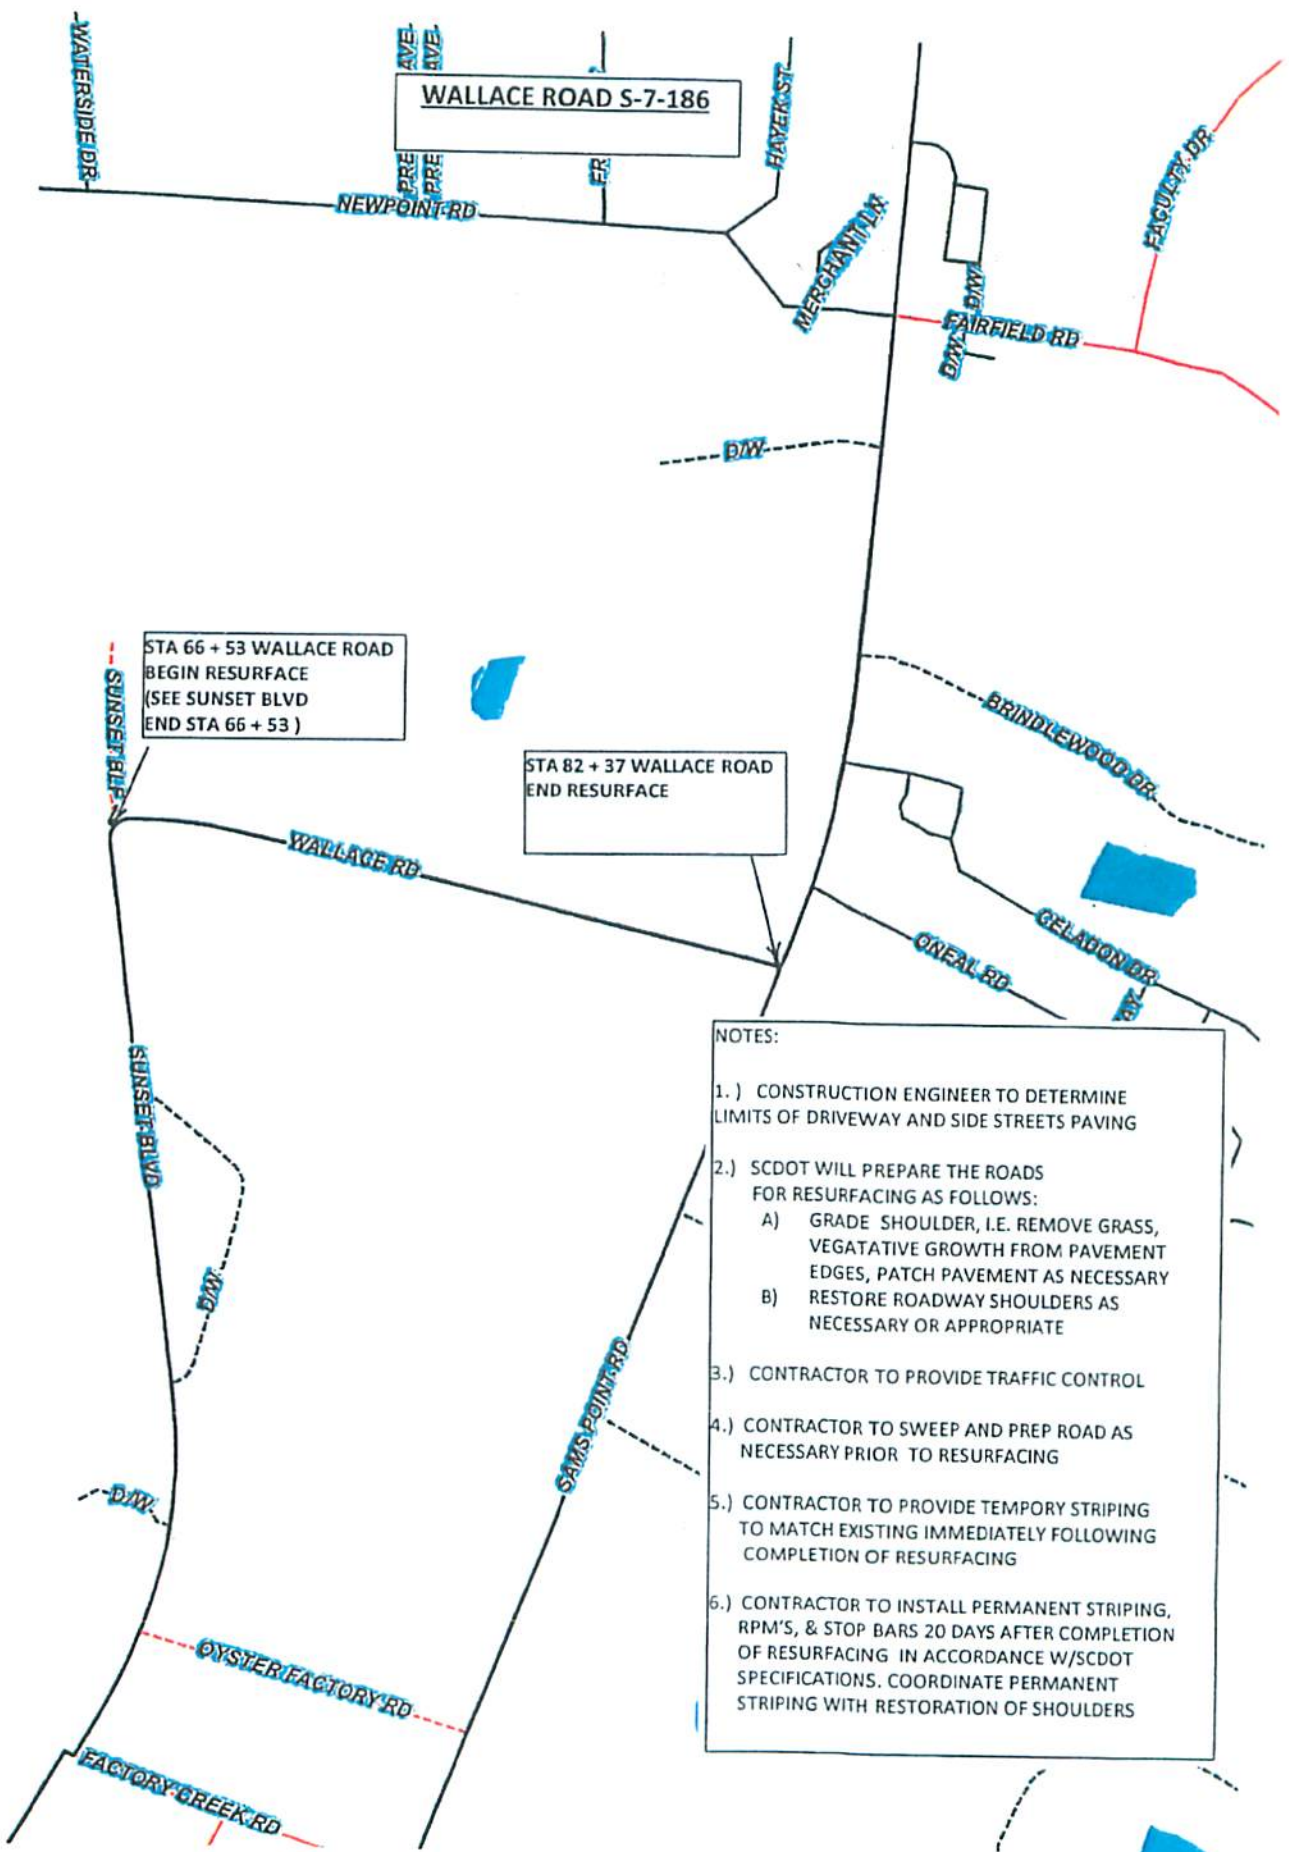 WATERSIDE DR
PRE
AVE
PRE
AVE
WALLACE ROAD S-7-186
FR
HAYEK ST
NEWPOINT RD
MERCHANT LN
D/W
FACULTY DR
FAIRFIELD RD
D/W
D/W
STA 66 + 53 WALLACE ROAD
BEGIN RESURFACE
(SEE SUNSET BLVD
END STA 66 + 53 )
SUNSET BLF
STA 82 + 37 WALLACE ROAD
END RESURFACE
BRINDLEWOOD DR
WALLACE RD
CELADON DR
ONEAL RD
AY
SUNSET BLVD
D/W
D/W
SAMS POINT RD
OYSTER FACTORY RD
FACTORY CREEK RD
NOTES:
1. ) CONSTRUCTION ENGINEER TO DETERMINE
LIMITS OF DRIVEWAY AND SIDE STREETS PAVING
2.) SCDOT WILL PREPARE THE ROADS
FOR RESURFACING AS FOLLOWS:
A) GRADE SHOULDER, I.E. REMOVE GRASS,
VEGATATIVE GROWTH FROM PAVEMENT
EDGES, PATCH PAVEMENT AS NECESSARY
B) RESTORE ROADWAY SHOULDERS AS
NECESSARY OR APPROPRIATE
3.) CONTRACTOR TO PROVIDE TRAFFIC CONTROL
4.) CONTRACTOR TO SWEEP AND PREP ROAD AS
NECESSARY PRIOR TO RESURFACING
5.) CONTRACTOR TO PROVIDE TEMPORY STRIPING
TO MATCH EXISTING IMMEDIATELY FOLLOWING
COMPLETION OF RESURFACING
6.) CONTRACTOR TO INSTALL PERMANENT STRIPING,
RPM'S, & STOP BARS 20 DAYS AFTER COMPLETION
OF RESURFACING IN ACCORDANCE W/SCDOT
SPECIFICATIONS. COORDINATE PERMANENT
STRIPING WITH RESTORATION OF SHOULDERS